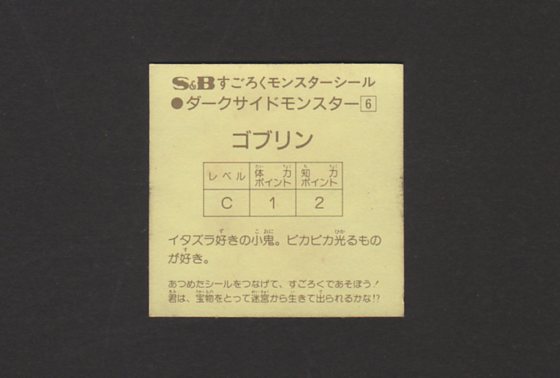 S&Bすごろくモンスターシール
●ダークサイドモンスター6
ゴブリン
レベル 体力ポイント 知力ポイント
C 1 2
イタズラ好きの小鬼。ピカピカ光るもの
が好き。
あつめたシールをつなげて、すごろくであそぼう!
君は、宝物をとって迷宮から生きて出られるかな!?